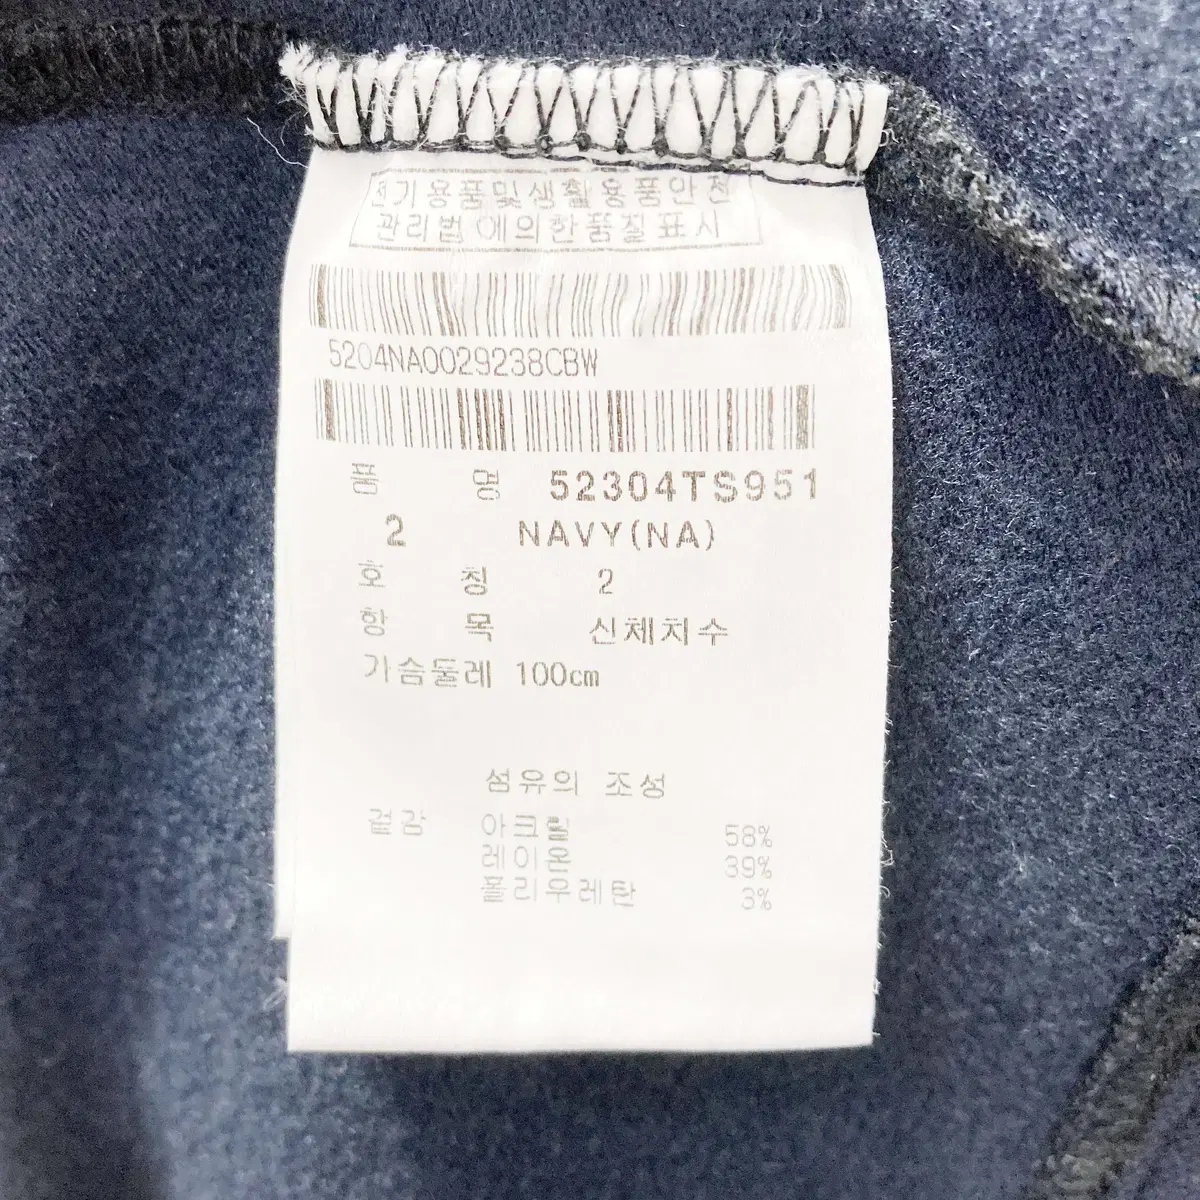 전기용품및생활용품안전
관리법에의한품질표시
5204NA0029238CBW
품 명 52304TS951
2 NAVY(NA)
호 칭 2
항 목 신체치수
가슴둘레 100cm
섬유의 조성
겉감 아크릴 58%
레이온 39%
폴리우레탄 3%